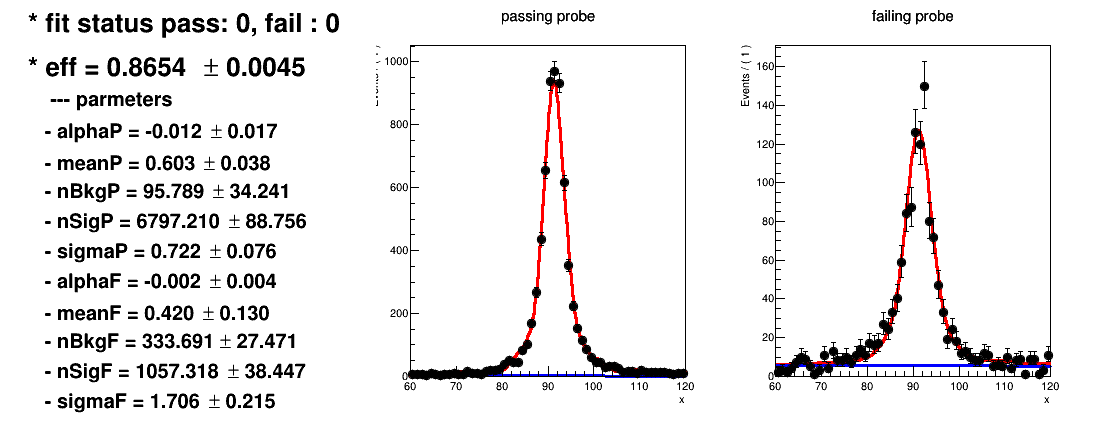 * fit status pass: 0, fail : 0
* eff = 0.8654 ± 0.0045
--- parmeters
- alphaP = -0.012 ± 0.017
- meanP = 0.603 ± 0.038
- nBkgP = 95.789 ± 34.241
- nSigP = 6797.210 ± 88.756
- sigmaP = 0.722 ± 0.076
- alphaF = -0.002 ± 0.004
- meanF = 0.420 ± 0.130
- nBkgF = 333.691 ± 27.471
- nSigF = 1057.318 ± 38.447
- sigmaF = 1.706 ± 0.215
passing probe
1000
800
600
400
200
0
60 70 80 90 100 110 120
x
failing probe
Events / ( 1 )
160
140
120
100
80
60
40
20
0
60 70 80 90 100 110 120
x